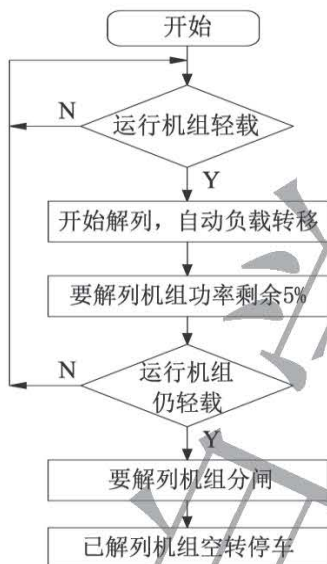 开始
N
运行机组轻载
Y
开始解列，自动负载转移
要解列机组功率剩余5%
N
运行机组
仍轻载
Y
要解列机组分闸
已解列机组空转停车